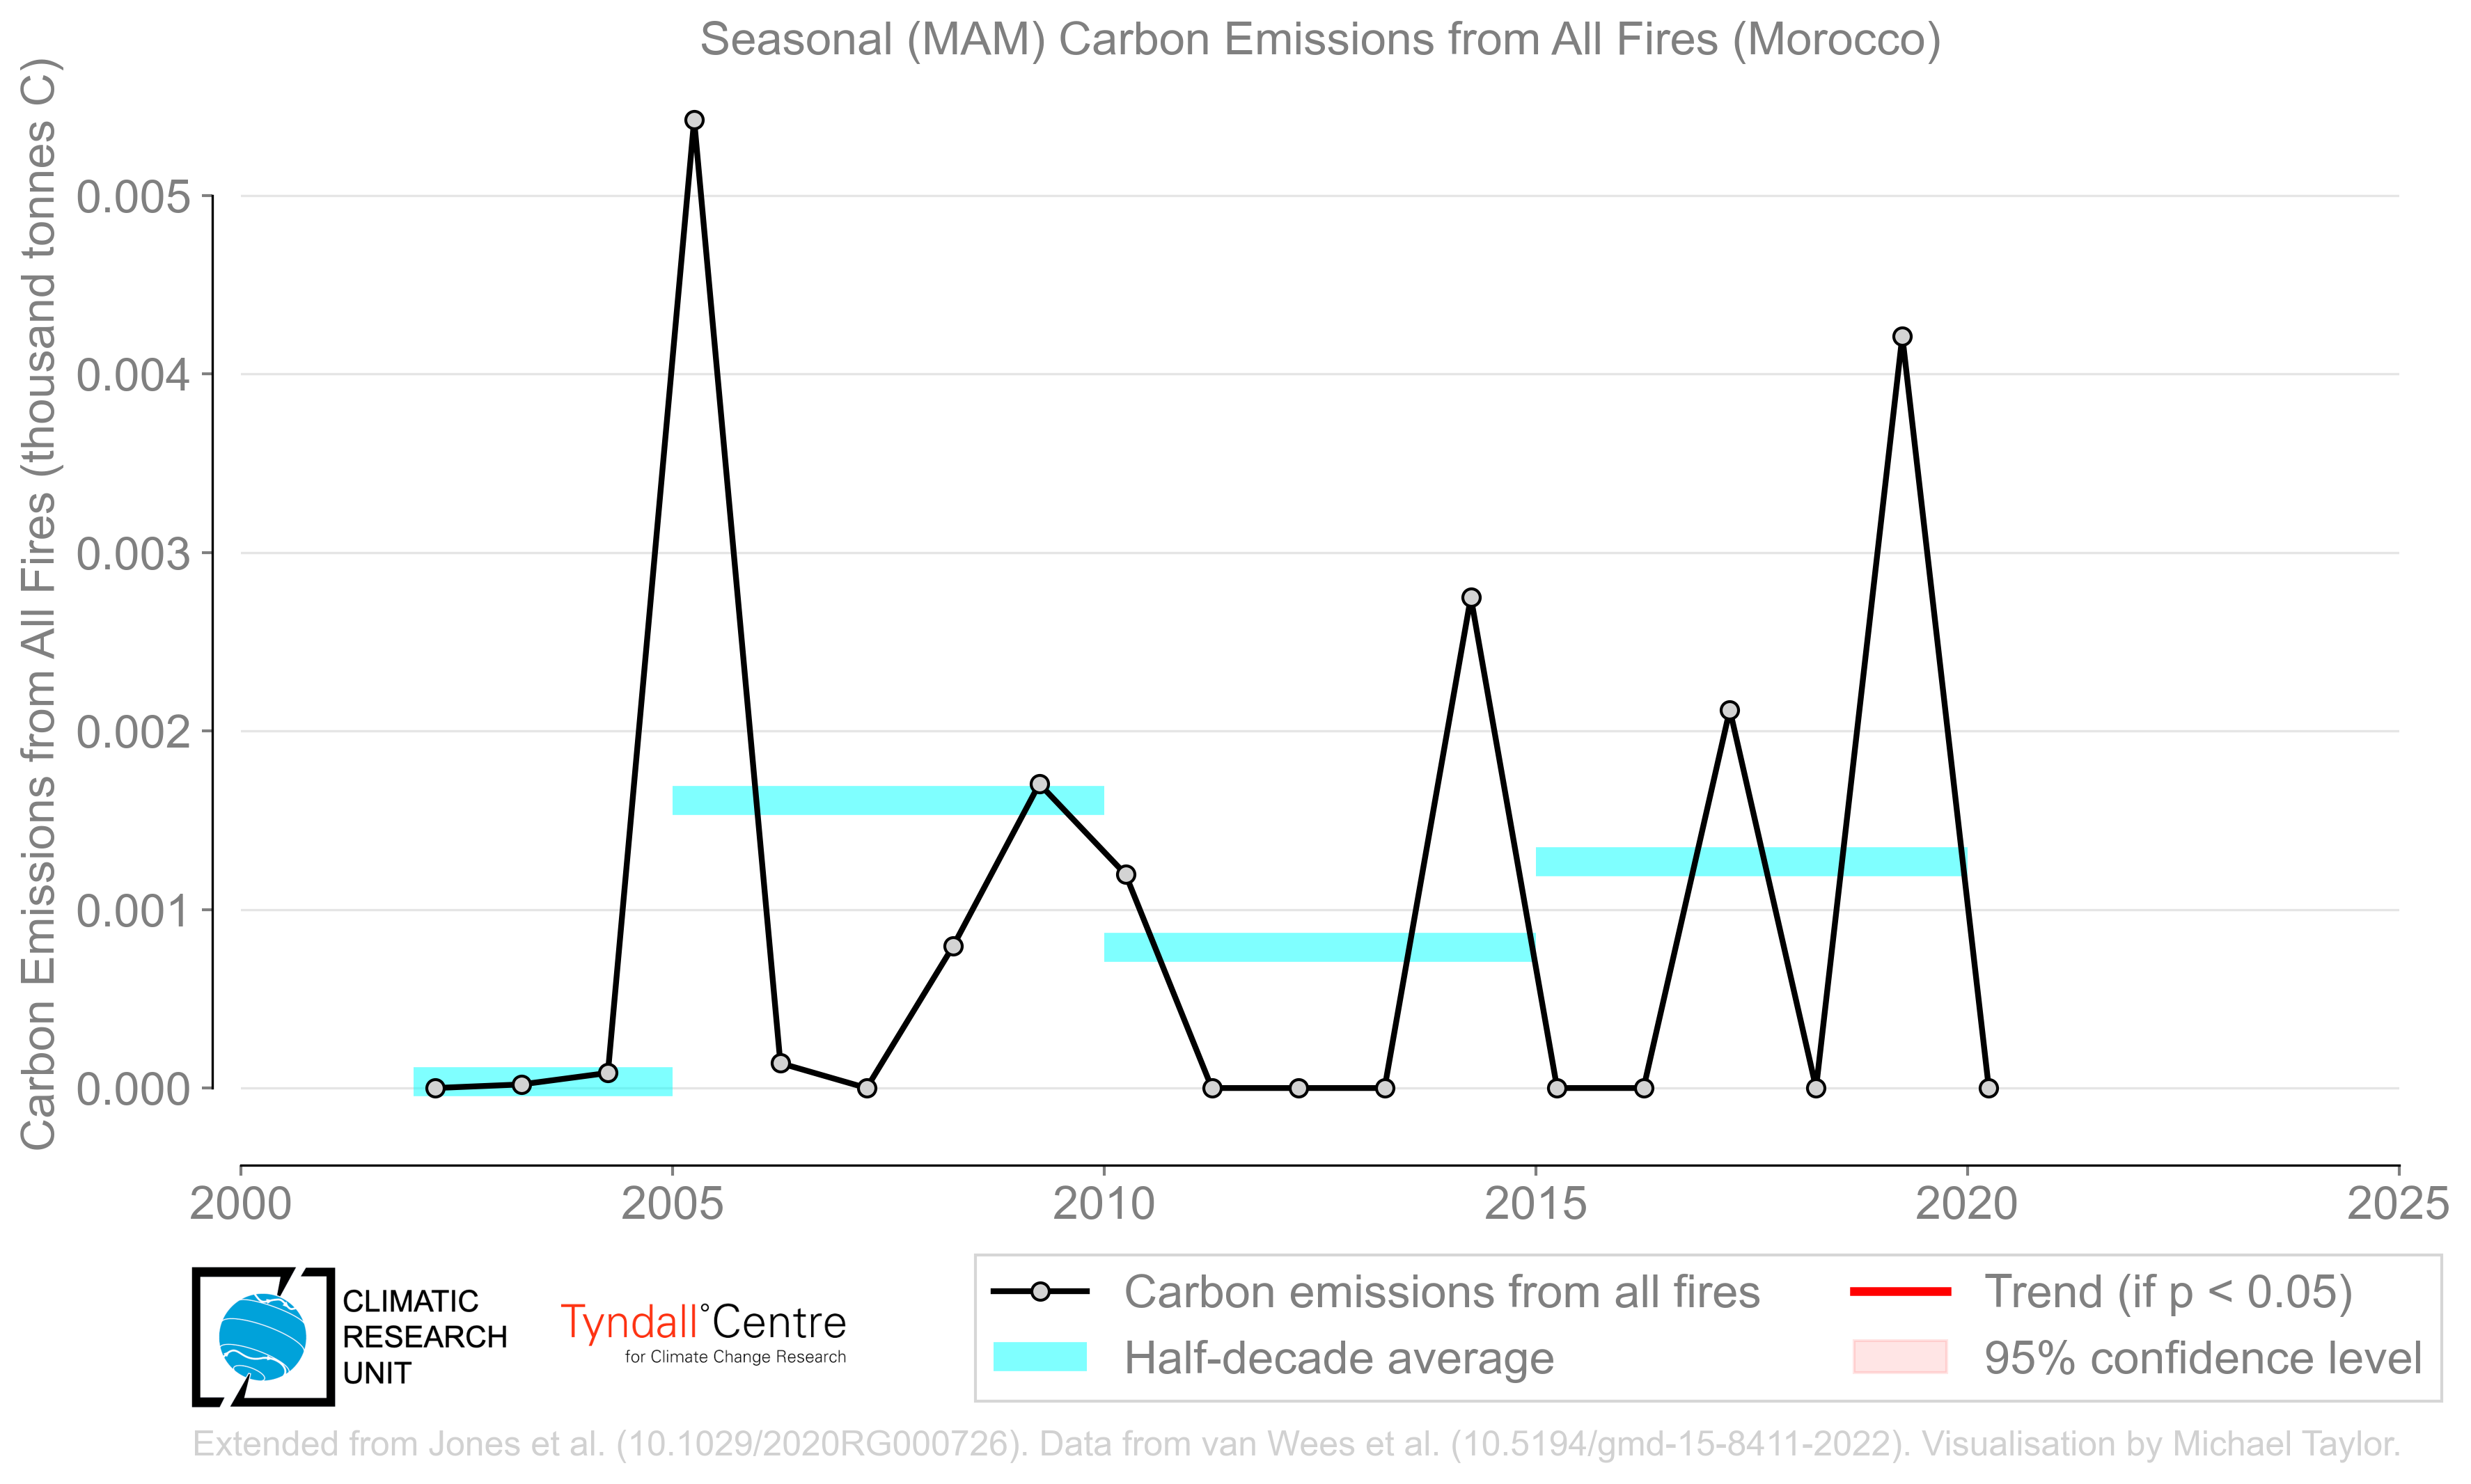 Seasonal (MAM) Carbon Emissions from All Fires (Morocco)
Carbon Emissions from All Fires (thousand tonnes C)
0.005
0.004
0.003
0.002
0.001
0.000
2000
2005
2010
2015
2020
2025
CLIMATIC
RESEARCH
UNIT
Tyndall°Centre
for Climate Change Research
Carbon emissions from all fires
Half-decade average
Trend (if p < 0.05)
95% confidence level
Extended from Jones et al. (10.1029/2020RG000726). Data from van Wees et al. (10.5194/gmd-15-8411-2022). Visualisation by Michael Taylor.